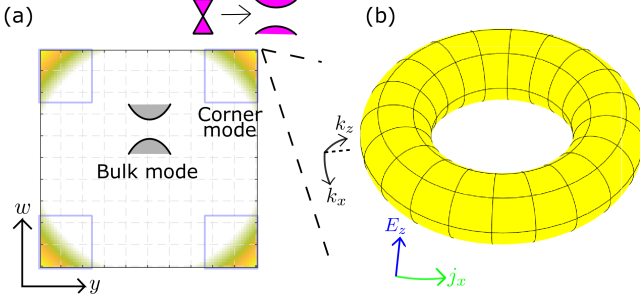 (a)
(b)
Corner
mode
Bulk mode
k_z
k_x
w
y
E_z
j_x